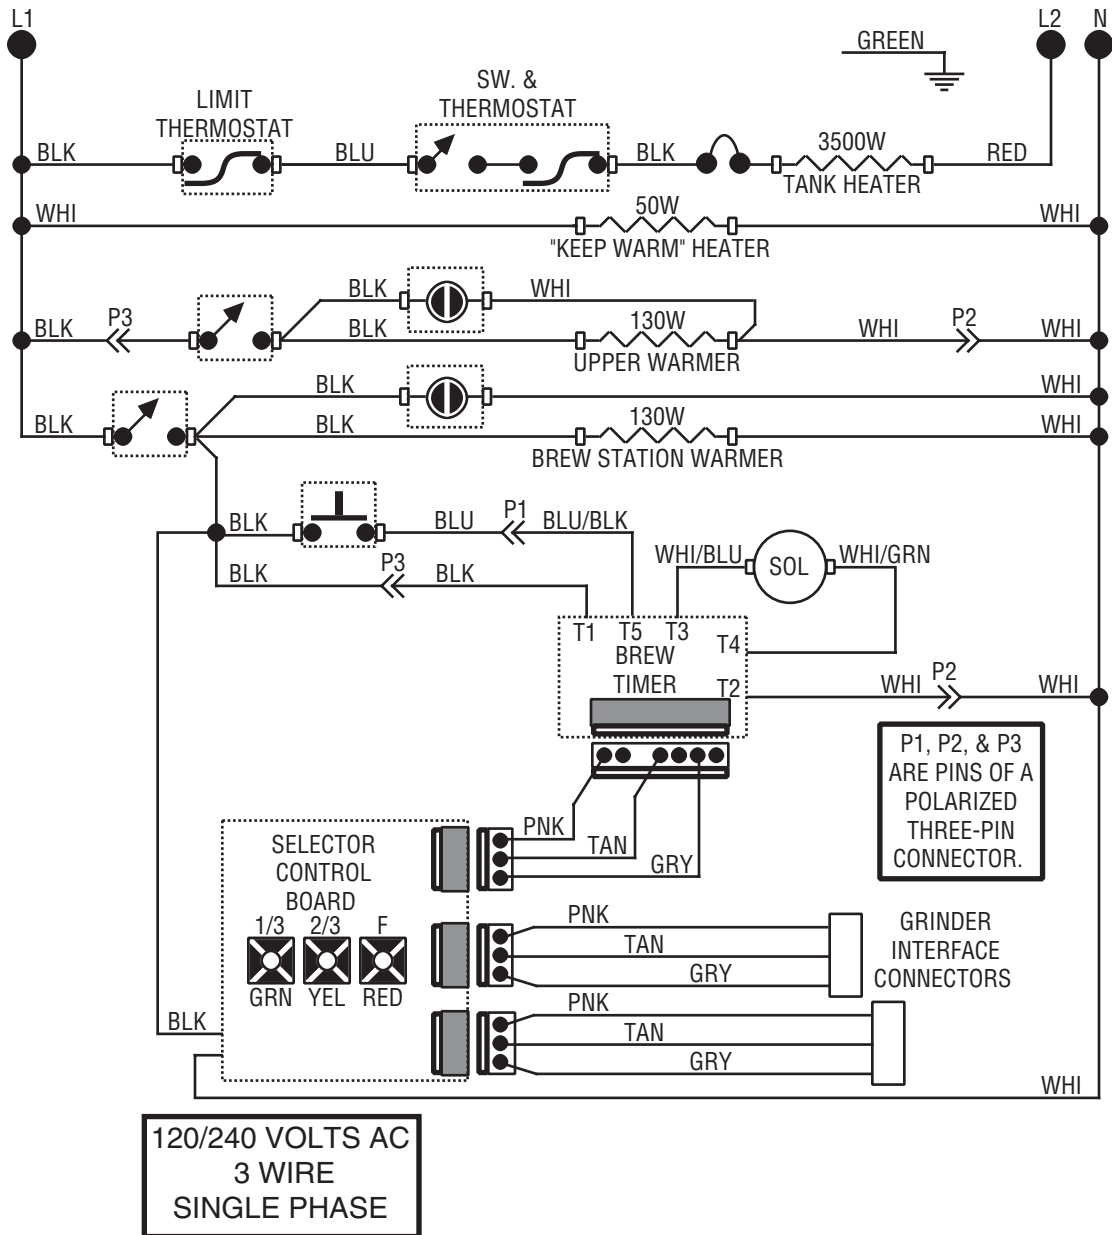 L1
L2
N
GREEN
SW. &
THERMOSTAT
LIMIT
THERMOSTAT
BLK
BLU
BLK
3500W
RED
TANK HEATER
WHI
50W
WHI
"KEEP WARM" HEATER
BLK
WHI
BLK
P3
BLK
130W
WHI
P2
WHI
UPPER WARMER
BLK
WHI
BLK
BLK
130W
WHI
BREW STATION WARMER
BLK
BLU
P1
BLU/BLK
BLK
P3
BLK
WHI/BLU
SOL
WHI/GRN
T1
T5
T3
T4
BREW
TIMER
T2
WHI
P2
WHI
P1, P2, & P3
ARE PINS OF A
POLARIZED
THREE-PIN
CONNECTOR.
PNK
TAN
GRY
SELECTOR
CONTROL
BOARD
1/3
2/3
F
GRN
YEL
RED
PNK
TAN
GRY
GRINDER
INTERFACE
CONNECTORS
PNK
TAN
GRY
BLK
WHI
120/240 VOLTS AC
3 WIRE
SINGLE PHASE